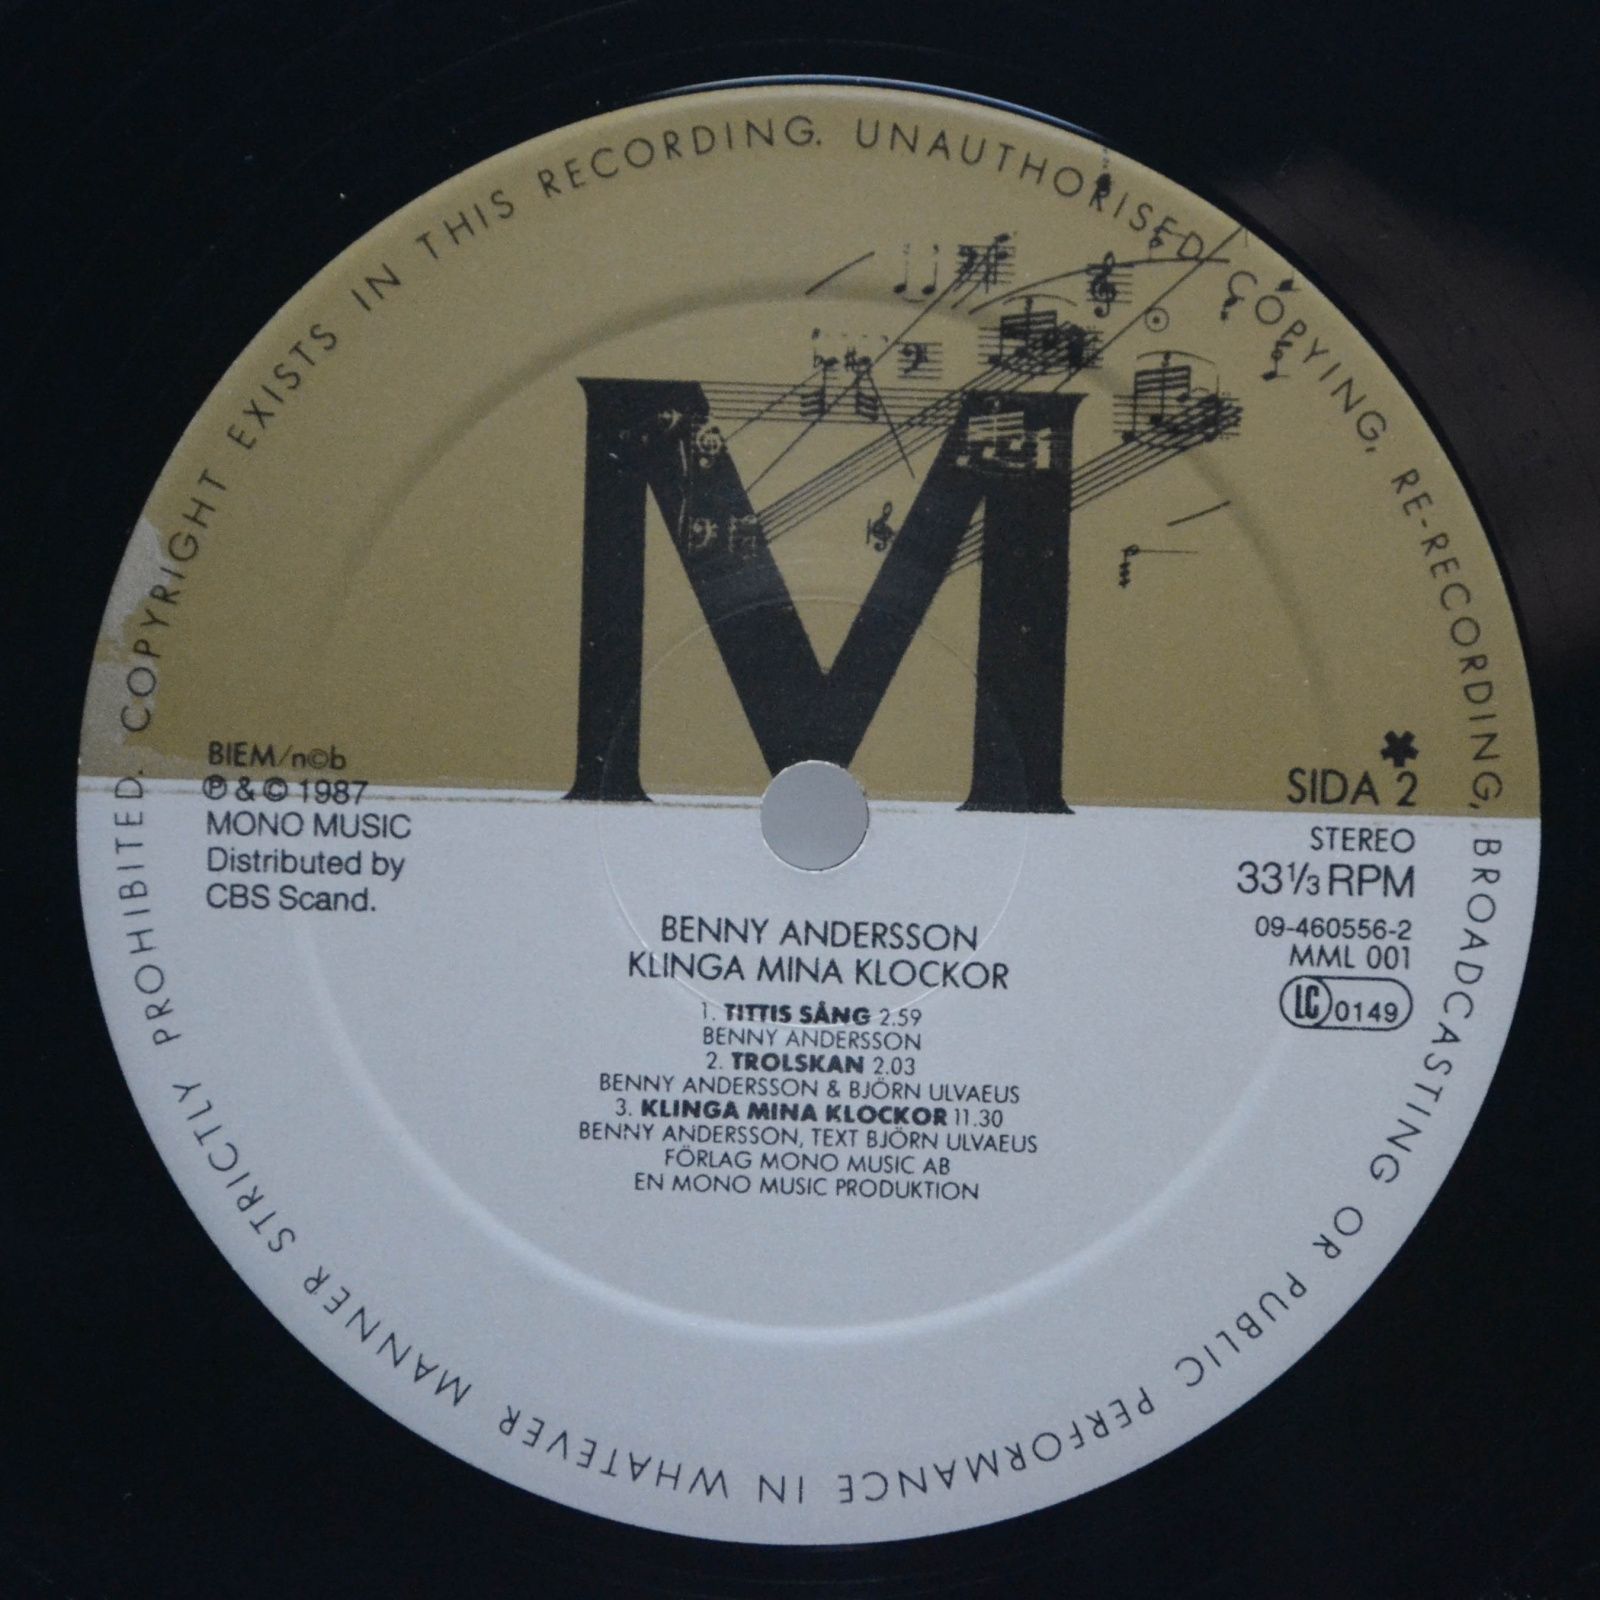 COPYRIGHT EXISTS IN THIS RECORDING. UNAUTHORISED COPYING, RE-RECORDING, BROADCASTING OR PUBLIC PERFORMANCE IN WHATEVER MANNER STRICTLY PROHIBITED.
M
BIEM/n©b
℗ & © 1987
MONO MUSIC
Distributed by
CBS Scand.
*
SIDA 2
STEREO
33⅓ RPM
09-460556-2
MML 001
LC 0149
BENNY ANDERSSON
KLINGA MINA KLOCKOR
1. TITTIS SÅNG 2.59
BENNY ANDERSSON
2. TROLSKAN 2.03
BENNY ANDERSSON & BJÖRN ULVAEUS
3. KLINGA MINA KLOCKOR 11.30
BENNY ANDERSSON, TEXT BJÖRN ULVAEUS
FÖRLAG MONO MUSIC AB
EN MONO MUSIC PRODUKTION